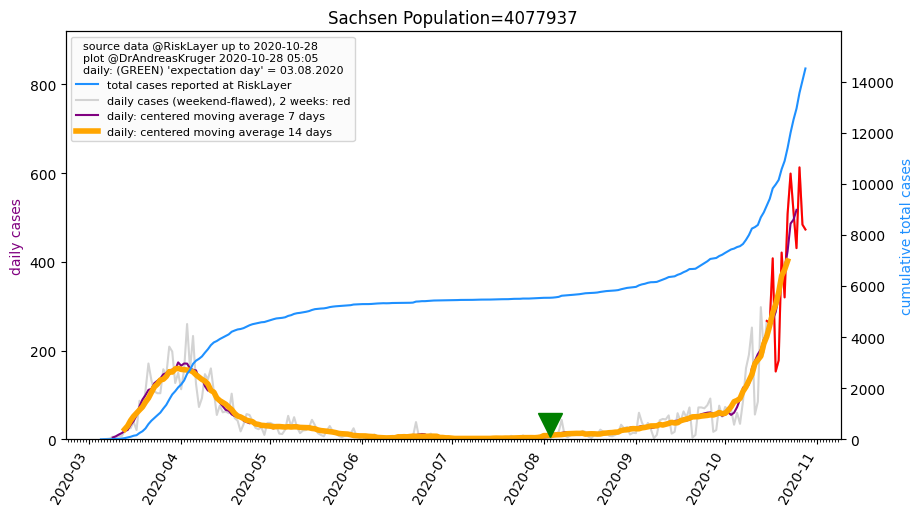 Sachsen Population=4077937
source data @RiskLayer up to 2020-10-28
plot @DrAndreasKruger 2020-10-28 05:05
daily: (GREEN) 'expectation day' = 03.08.2020
total cases reported at RiskLayer
daily cases (weekend-flawed), 2 weeks: red
daily: centered moving average 7 days
daily: centered moving average 14 days
daily cases
800
600
400
200
0
cumulative total cases
14000
12000
10000
8000
6000
4000
2000
0
2020-03
2020-04
2020-05
2020-06
2020-07
2020-08
2020-09
2020-10
2020-11